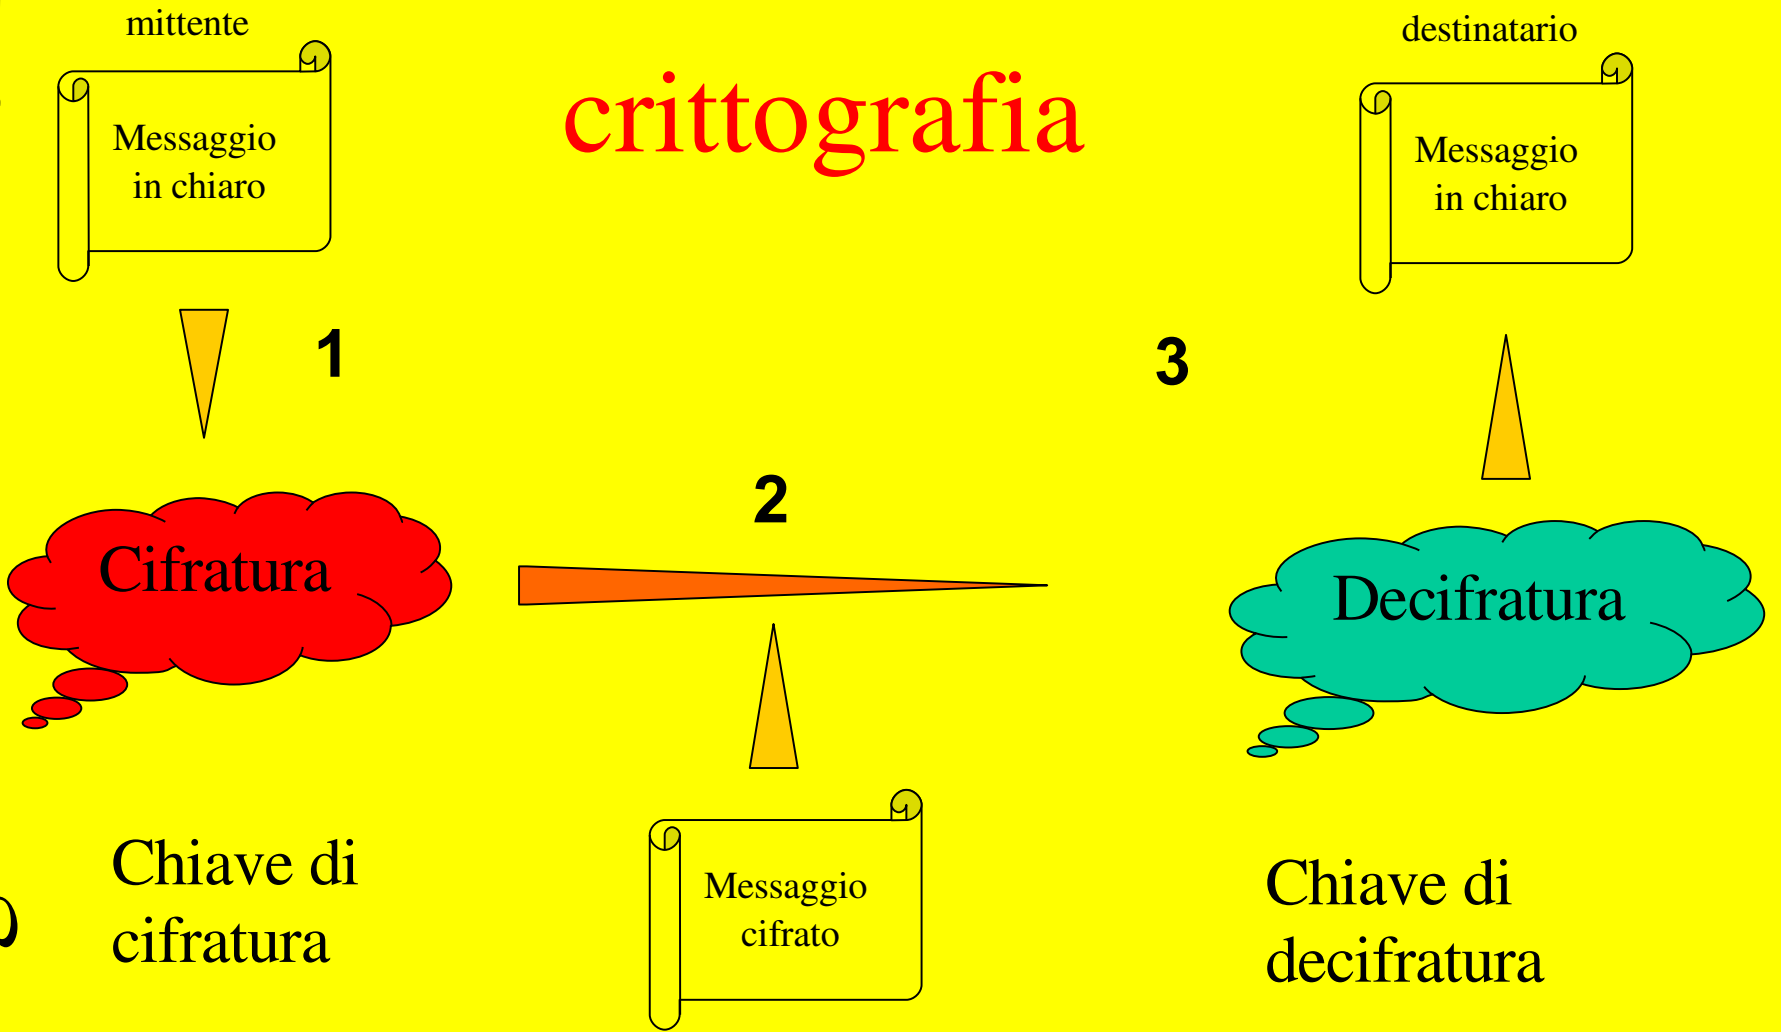 mittente
destinatario
crittografia
Messaggio
in chiaro
Messaggio
in chiaro
1
3
2
Cifratura
Decifratura
Chiave di
cifratura
Messaggio
cifrato
Chiave di
decifratura